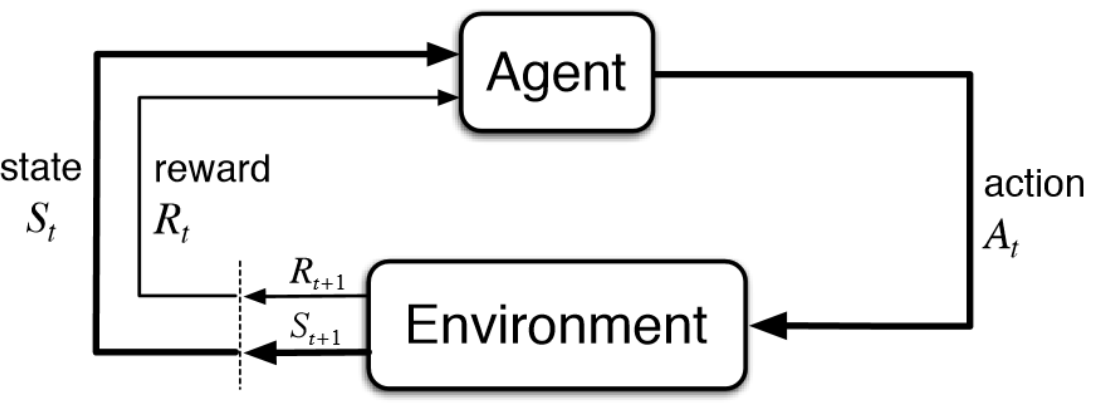 Agent
state
S_t
reward
R_t
action
A_t
R_{t+1}
S_{t+1}
Environment